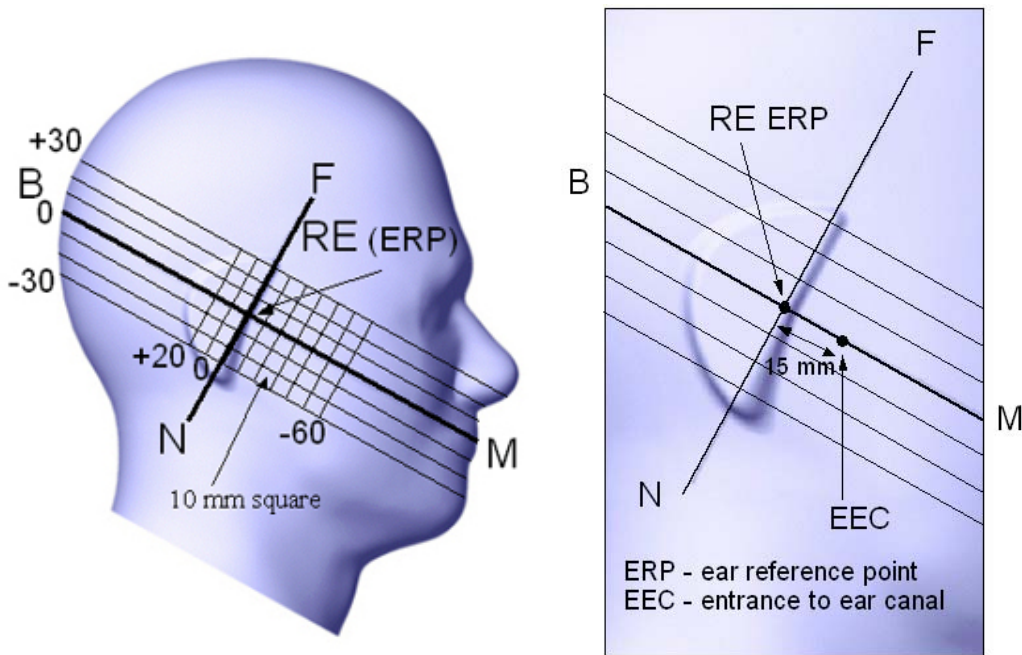 +30
B
0
-30
F
RE (ERP)
+20
0
N
-60
M
10 mm square
F
RE ERP
B
15 mm
M
N
EEC
ERP - ear reference point
EEC - entrance to ear canal